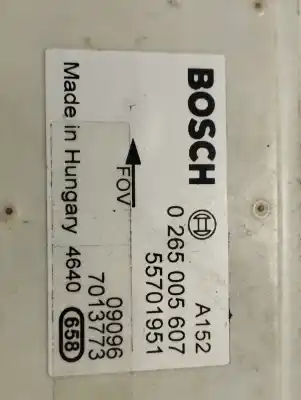 BOSCH
A152
0 265 005 607
55701951
FOV
09096
7013773
Made in Hungary 4640 658